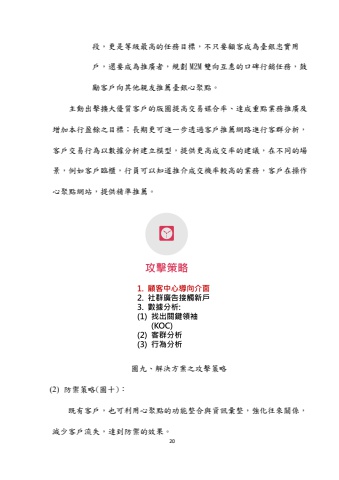 段，更是等級最高的任務目標，不只要顧客成為臺銀忠實用
戶，還要成為推廣者，規劃 M2M 雙向互惠的口碑行銷任務，鼓
勵客戶向其他親友推薦臺銀心聚點。
主動出擊擴大優質客戶的版圖提高交易媒合率、達成重點業務推廣及
增加本行盈餘之目標；長期更可進一步透過客戶推薦網路進行客群分析，
客戶交易行為以數據分析建立模型，提供更高成交率的建議，在不同的場
景，例如客戶臨櫃，行員可以知道推介成交機率較高的業務，客戶在操作
心聚點網站，提供精準推薦。
攻擊策略
1. 顧客中心導向介面
2. 社群廣告接觸新戶
3. 數據分析:
(1) 找出關鍵領袖
(KOC)
(2) 客群分析
(3) 行為分析
圖九、解決方案之攻擊策略
(2) 防禦策略(圖十)：
既有客戶，也可利用心聚點的功能整合與資訊彙整，強化往來關係，
減少客戶流失，達到防禦的效果。
20